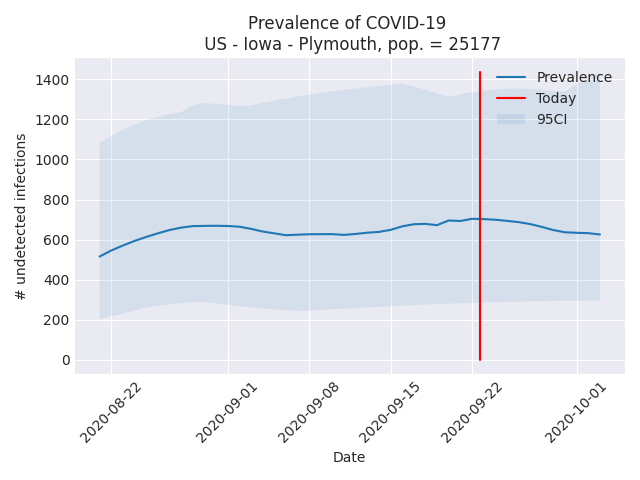 Prevalence of COVID-19
US - Iowa - Plymouth, pop. = 25177
1400
1200
1000
800
600
400
200
0
# undetected infections
Prevalence
Today
95CI
2020-08-22
2020-09-01
2020-09-08
2020-09-15
2020-09-22
2020-10-01
Date